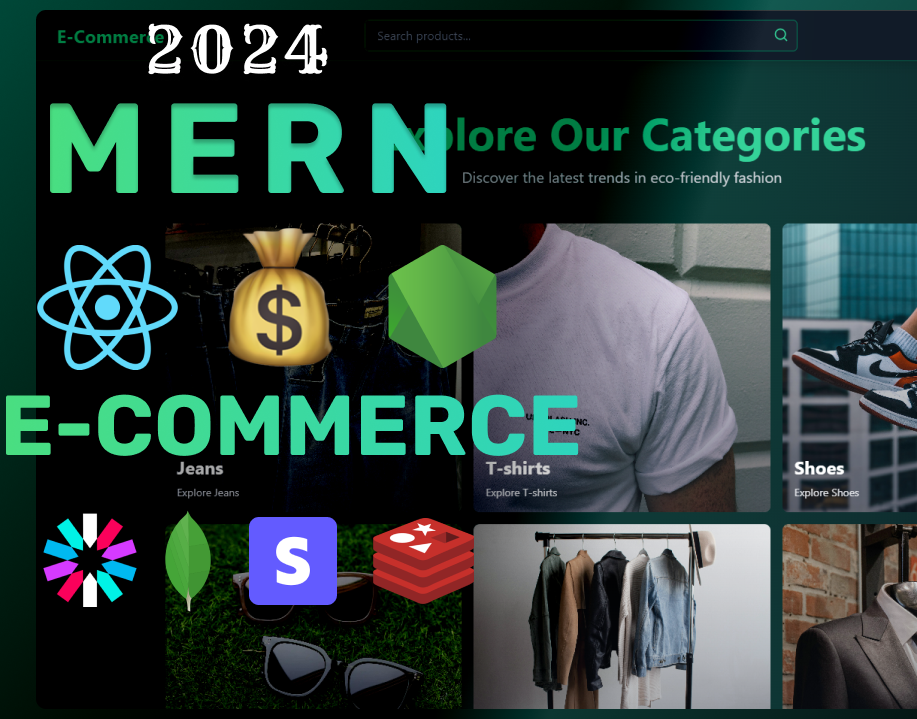 E-Commerce
2024
Search products...
MERN
xplore Our Categories
Discover the latest trends in eco-friendly fashion
$
E-COMMERCE
Jeans
Explore Jeans
T-shirts
Explore T-shirts
Shoes
Explore Shoes
S